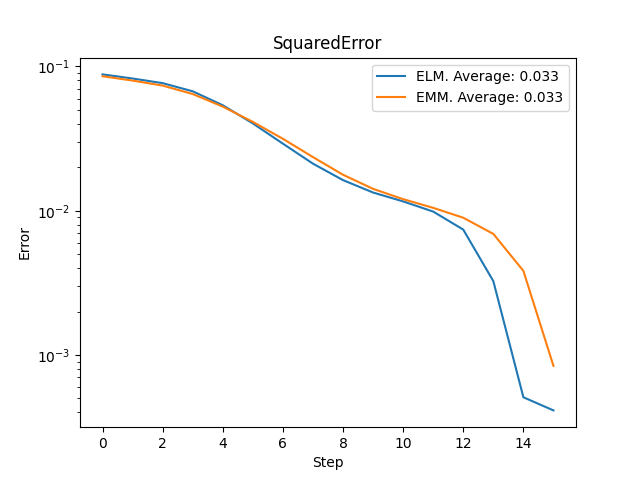 SquaredError
ELM. Average: 0.033
EMM. Average: 0.033
10⁻¹
10⁻²
10⁻³
Error
0 2 4 6 8 10 12 14
Step